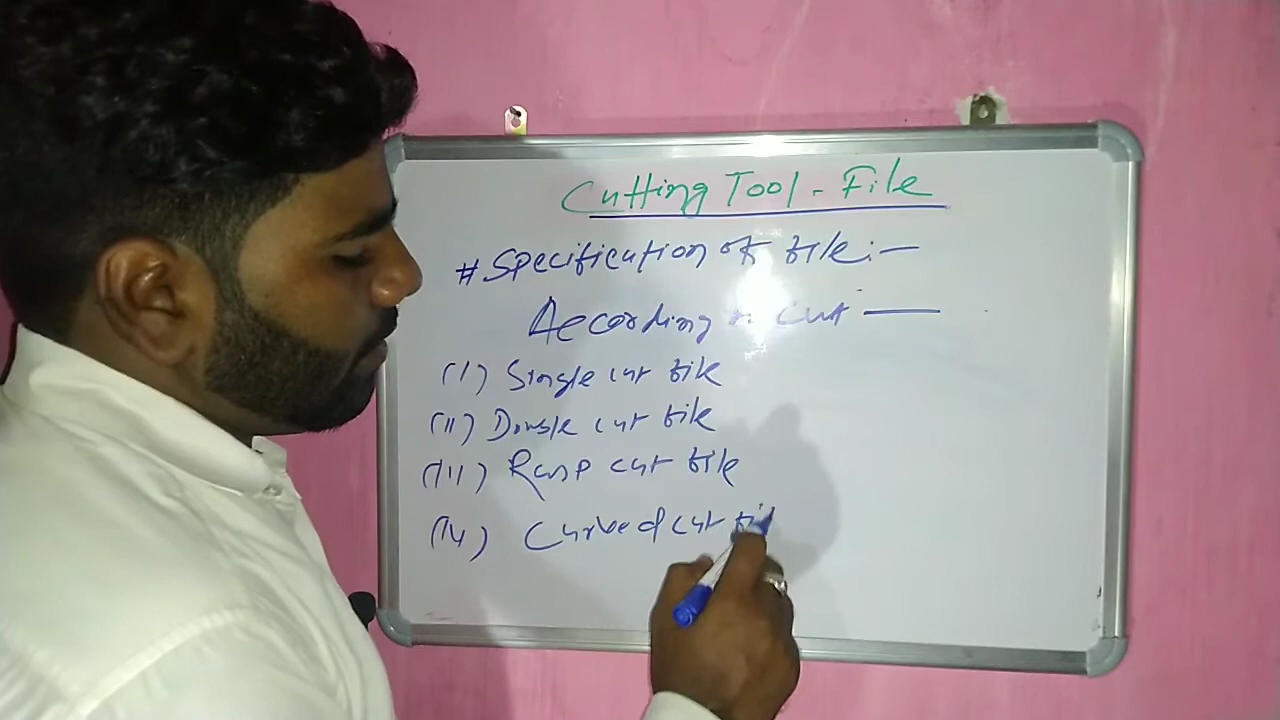 Cutting Tool - File
# Specification of file :-
According n cut —
(I) Single cut file
(II) Double cut file
(III) Rasp cut file
(IV) Curved cut fil